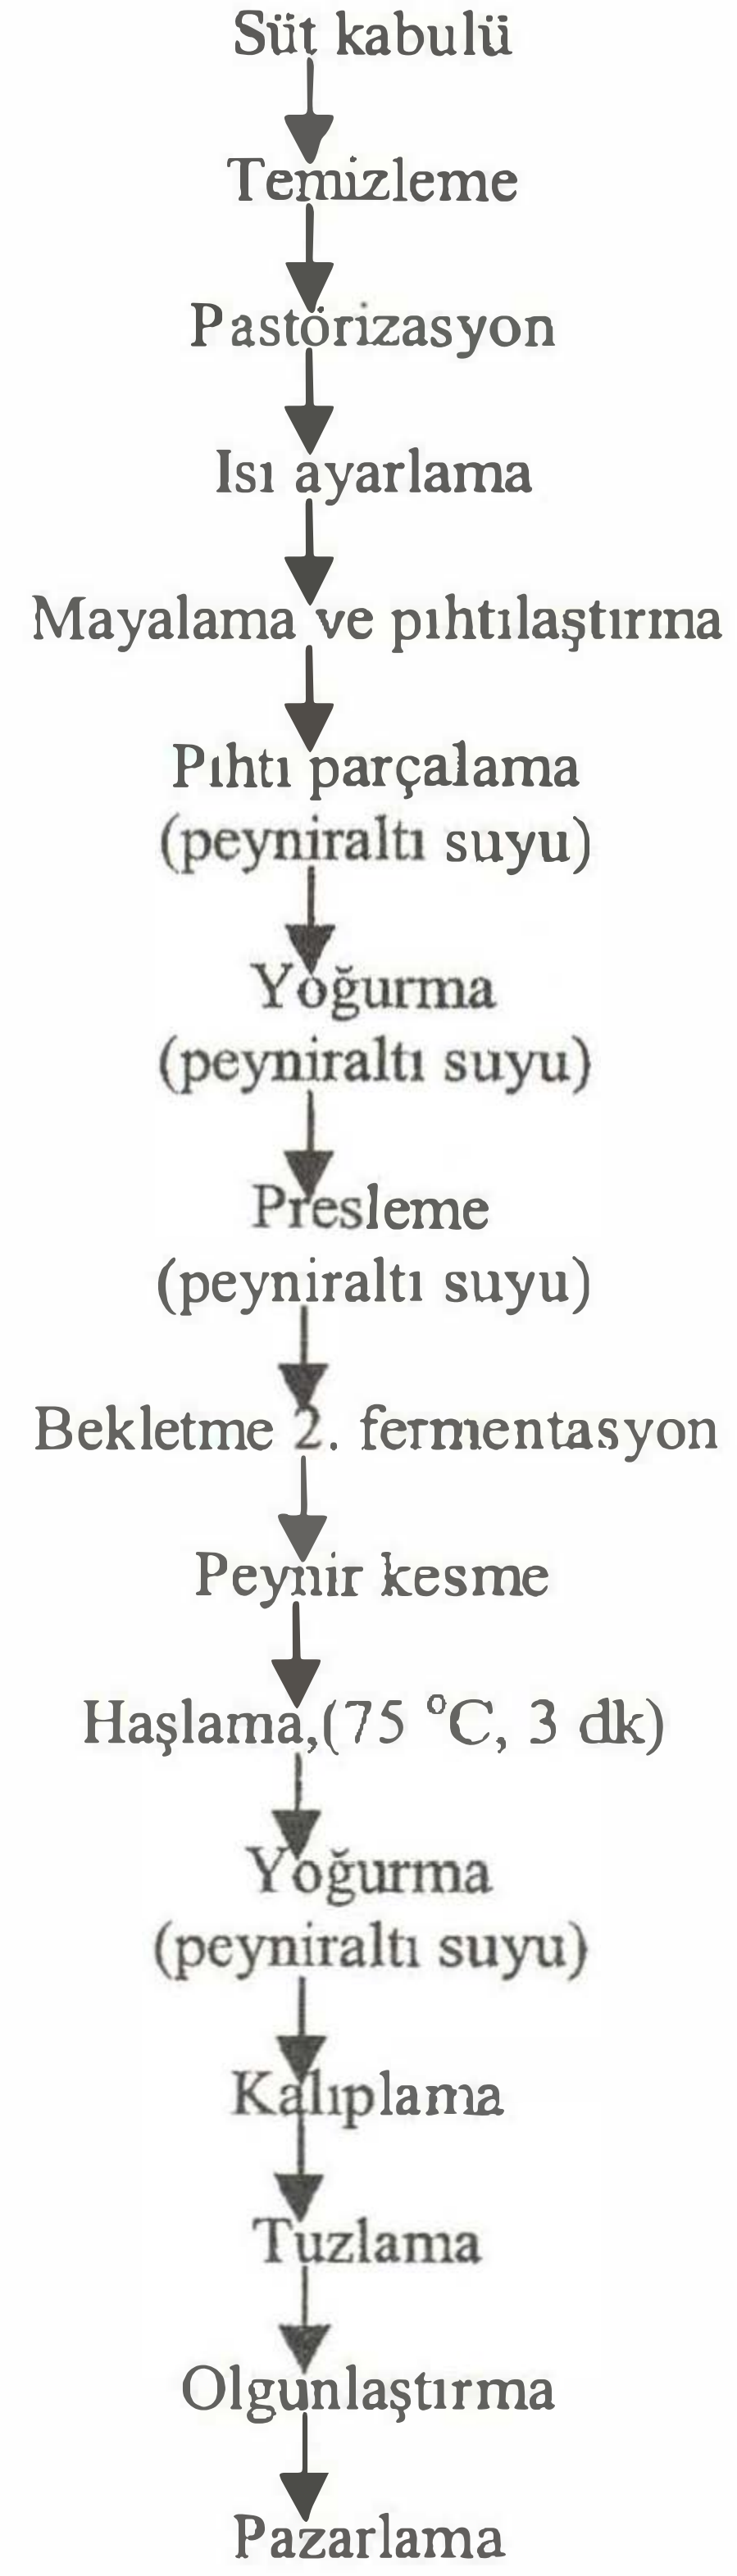 Süt kabulü
Temizleme
Pastörizasyon
Isı ayarlama
Mayalama ve pıhtılaştırma
Pıhtı parçalama
(peyniraltı suyu)
Yoğurma
(peyniraltı suyu)
Presleme
(peyniraltı suyu)
Bekletme 2. fermentasyon
Peynir kesme
Haşlama,(75 °C, 3 dk)
Yoğurma
(peyniraltı suyu)
Kalıplama
Tuzlama
Olgunlaştırma
Pazarlama